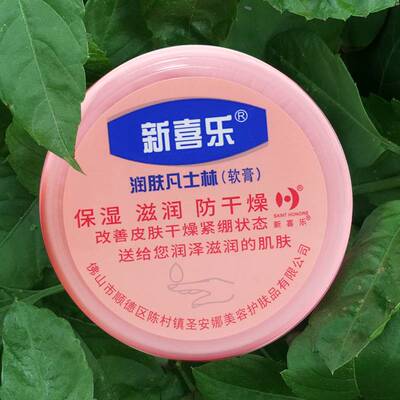 新喜乐®
润肤凡士林(软膏)
保湿 滋润 防干燥
SAINT HONORE
新喜乐®
改善皮肤干燥紧绷状态
送给您润泽滋润的肌肤
佛山市顺德区陈村镇圣安娜美容护肤品有限公司